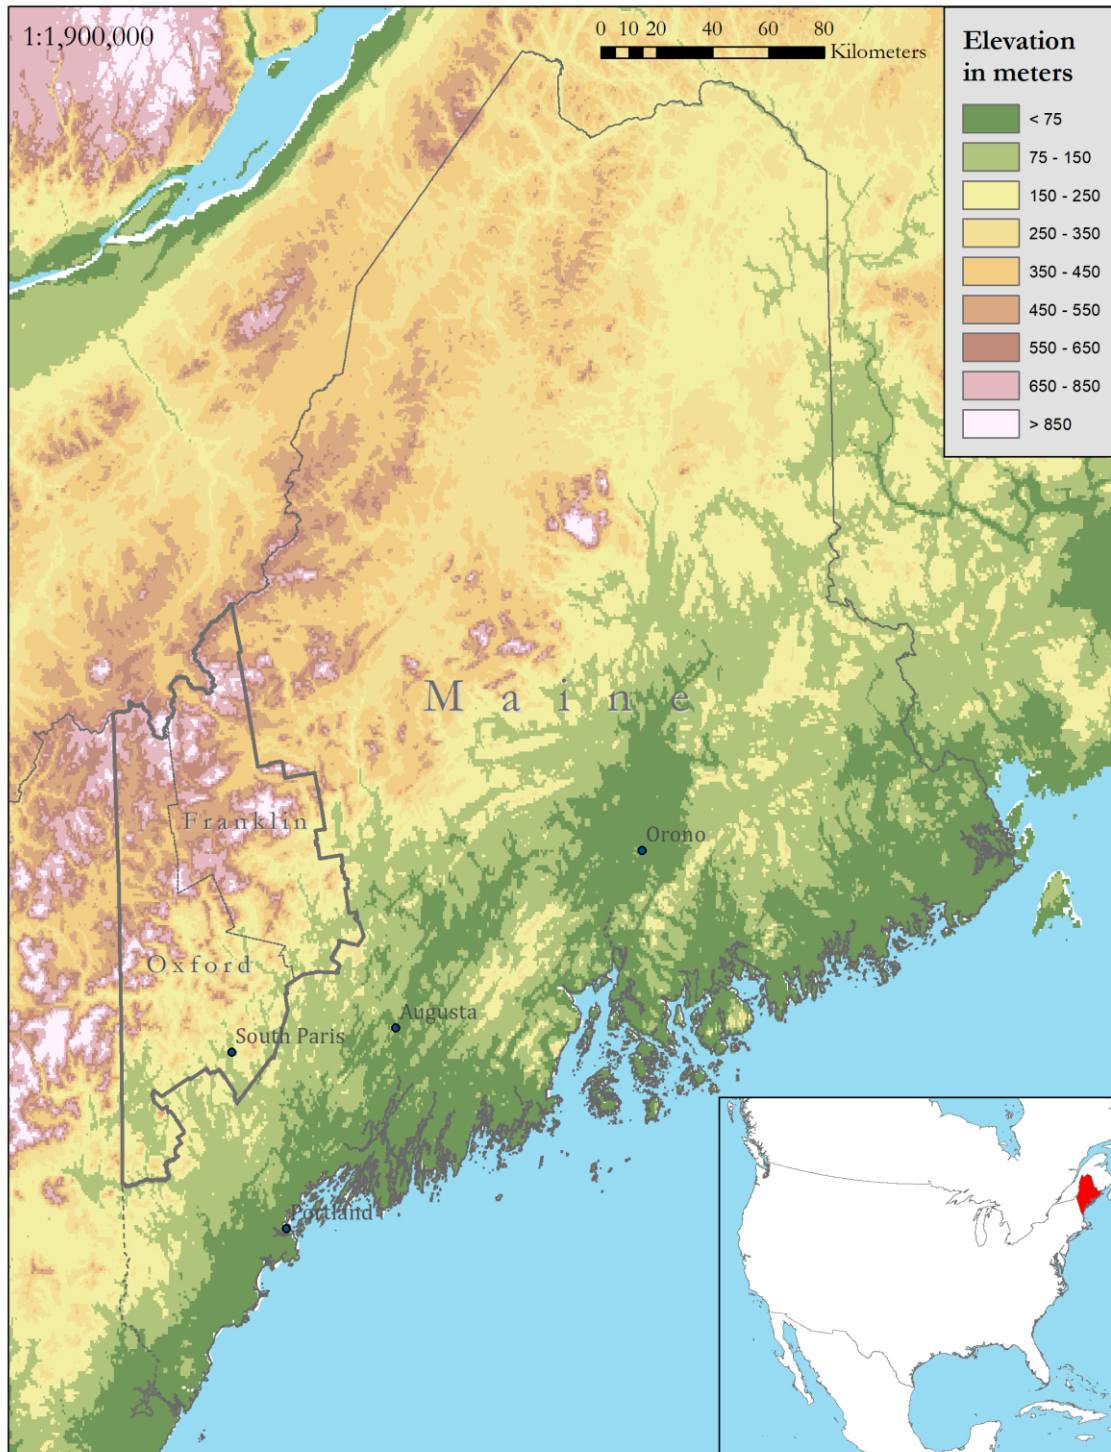 1:1,900,000
0 10 20 40 60 80
Kilometers
Elevation
in meters
< 75
75 - 150
150 - 250
250 - 350
350 - 450
450 - 550
550 - 650
650 - 850
> 850
Maine
Franklin
Orono
Oxford
Augusta
South Paris
Portland